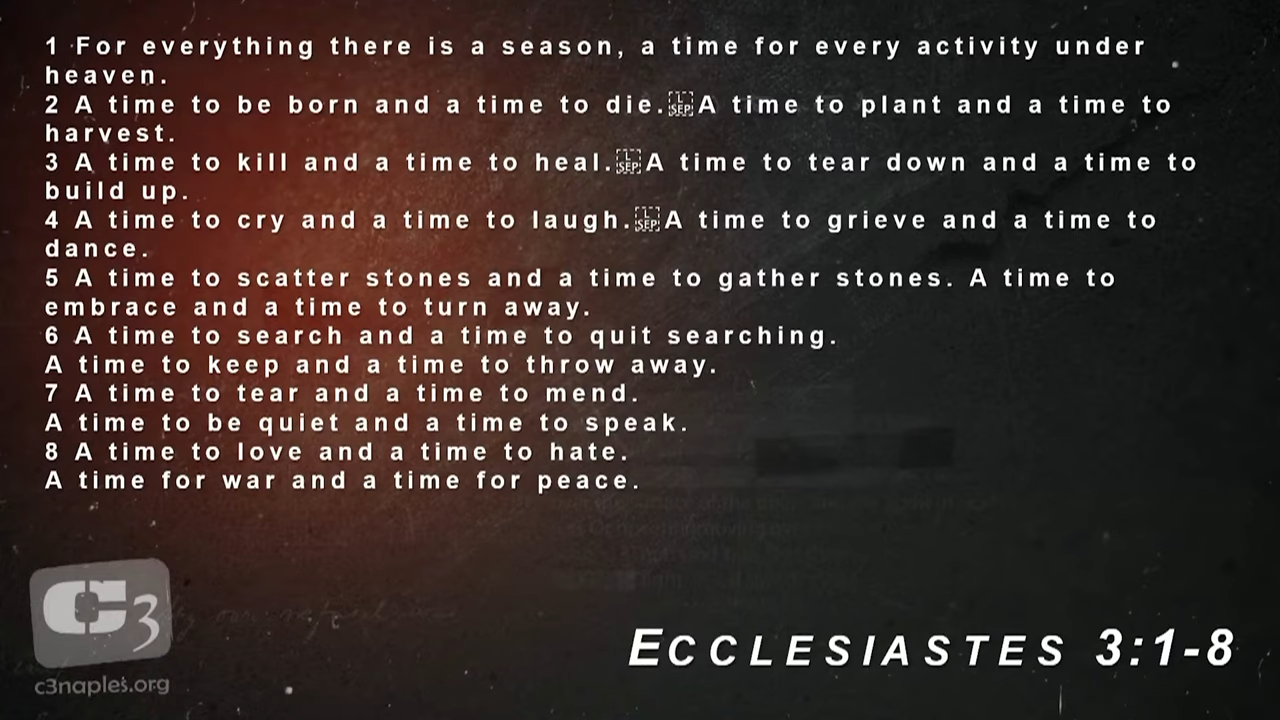 1 For everything there is a season, a time for every activity under
heaven.
2 A time to be born and a time to die. A time to plant and a time to
harvest.
3 A time to kill and a time to heal. A time to tear down and a time to
build up.
4 A time to cry and a time to laugh. A time to grieve and a time to
dance.
5 A time to scatter stones and a time to gather stones. A time to
embrace and a time to turn away.
6 A time to search and a time to quit searching.
A time to keep and a time to throw away.
7 A time to tear and a time to mend.
A time to be quiet and a time to speak.
8 A time to love and a time to hate.
A time for war and a time for peace.
C3
c3naples.org
ECCLESIASTES 3:1-8